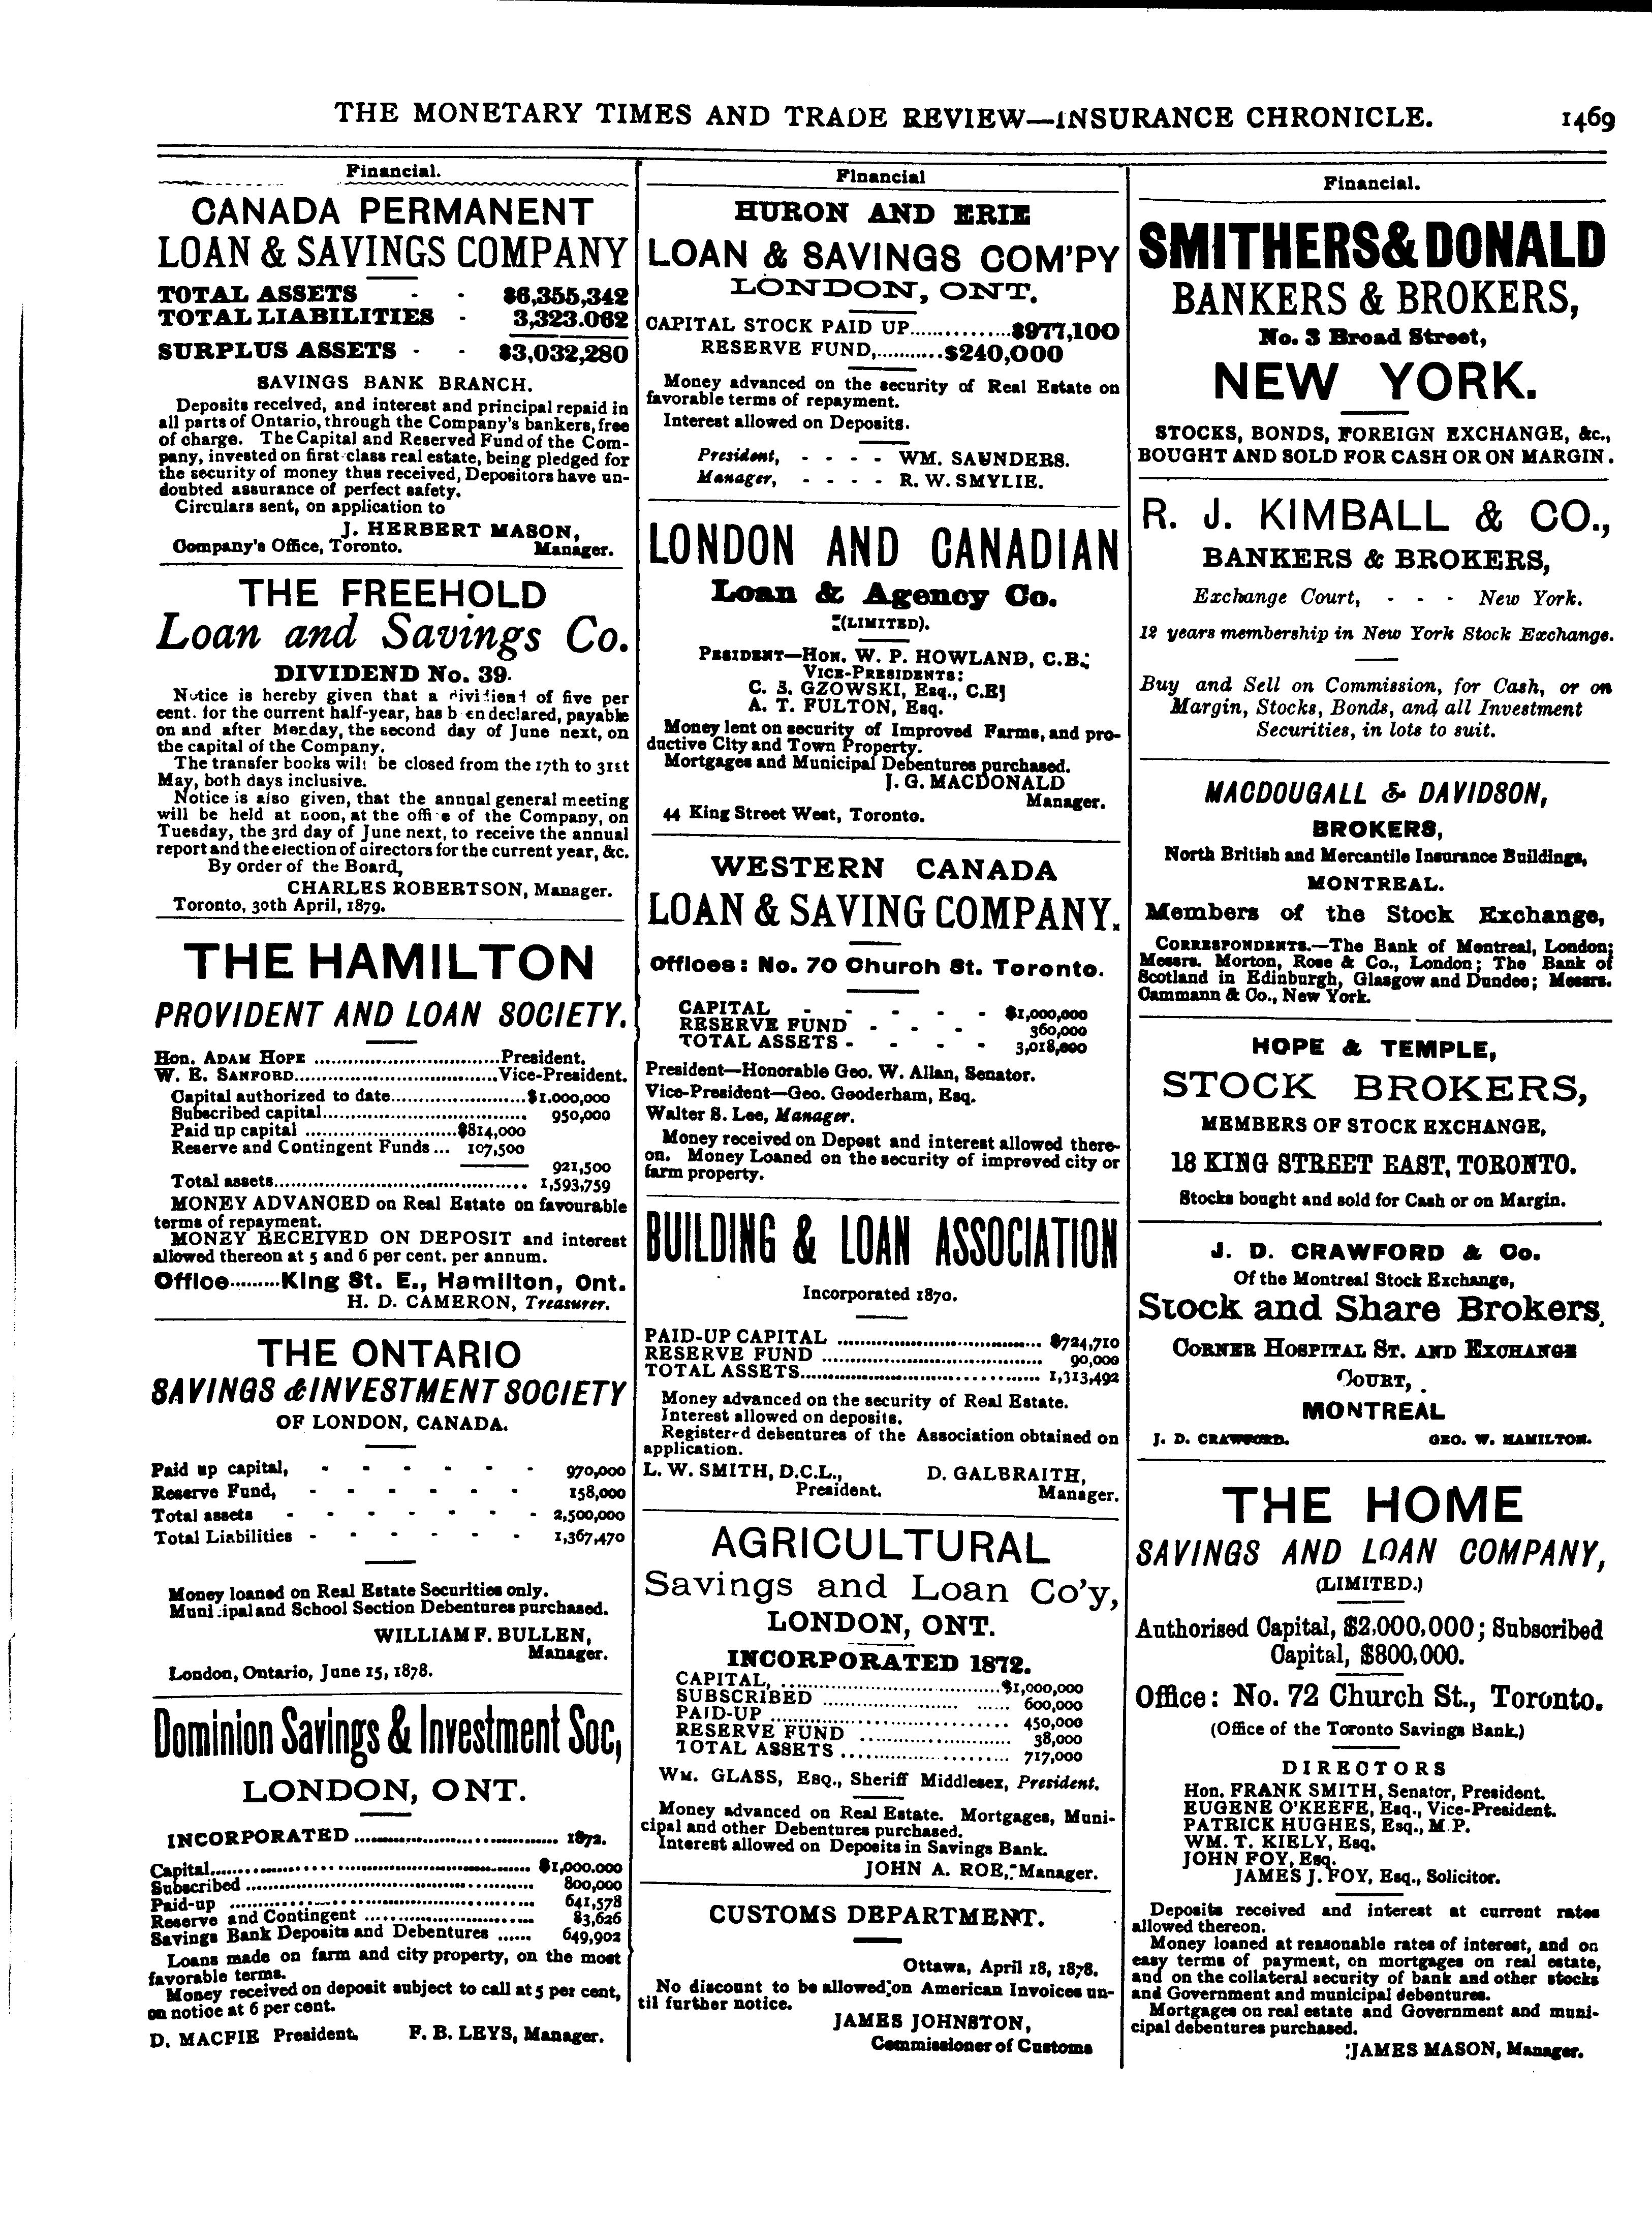 THE MONETARY TIMES AND TRADE REVIEW—INSURANCE CHRONICLE. 1469
Financial.
CANADA PERMANENT
LOAN & SAVINGS COMPANY
TOTAL ASSETS - - $6,355,342
TOTAL LIABILITIES - 3,323.062
SURPLUS ASSETS - - $3,032,280
SAVINGS BANK BRANCH.
Deposits received, and interest and principal repaid in
all parts of Ontario, through the Company's bankers, free
of charge. The Capital and Reserved Fund of the Com-
pany, invested on first-class real estate, being pledged for
the security of money thus received, Depositors have un-
doubted assurance of perfect safety.
Circulars sent, on application to
J. HERBERT MASON,
Company's Office, Toronto. Manager.
THE FREEHOLD
Loan and Savings Co.
DIVIDEND No. 39.
Notice is hereby given that a dividend of five per
cent. for the current half-year, has been declared, payable
on and after Monday, the second day of June next, on
the capital of the Company.
The transfer books will be closed from the 17th to 31st
May, both days inclusive.
Notice is also given, that the annual general meeting
will be held at noon, at the office of the Company, on
Tuesday, the 3rd day of June next, to receive the annual
report and the election of directors for the current year, &c.
By order of the Board,
CHARLES ROBERTSON, Manager.
Toronto, 30th April, 1879.
THE HAMILTON
PROVIDENT AND LOAN SOCIETY.
Hon. ADAM HOPE ................................President.
W. E. SANFORD...................................Vice-President.
Capital authorized to date.......................$1.000,000
Subscribed capital................................... 950,000
Paid up capital ..........................$814,000
Reserve and Contingent Funds ... 107,500
921,500
Total assets........................................... 1,593,759
MONEY ADVANCED on Real Estate on favourable
terms of repayment.
MONEY RECEIVED ON DEPOSIT and interest
allowed thereon at 5 and 6 per cent. per annum.
Office.........King St. E., Hamilton, Ont.
H. D. CAMERON, Treasurer.
THE ONTARIO
SAVINGS & INVESTMENT SOCIETY
OF LONDON, CANADA.
Paid up capital, - - - - - - 970,000
Reserve Fund, - - - - - - 158,000
Total assets - - - - - - - 2,500,000
Total Liabilities - - - - - - 1,367,470
Money loaned on Real Estate Securities only.
Municipal and School Section Debentures purchased.
WILLIAM F. BULLEN,
Manager.
London, Ontario, June 15, 1878.
Dominion Savings & Investment Soc,
LONDON, ONT.
INCORPORATED .................................... 1872.
Capital...................................................... $1,000.000
Subscribed ................................................. 800,000
Paid-up ..................................................... 641,578
Reserve and Contingent .............................. 83,626
Savings Bank Deposits and Debentures ...... 649,902
Loans made on farm and city property, on the most
favorable terms.
Money received on deposit subject to call at 5 per cent,
on notice at 6 per cent.
D. MACFIE President. F. B. LEYS, Manager.
Financial
HURON AND ERIE
LOAN & SAVINGS COM'PY
LONDON, ONT.
CAPITAL STOCK PAID UP..............$977,100
RESERVE FUND,...........$240,000
Money advanced on the security of Real Estate on
favorable terms of repayment.
Interest allowed on Deposits.
President, - - - - WM. SAUNDERS.
Manager, - - - - R. W. SMYLIE.
LONDON AND CANADIAN
Loan & Agency Co.
(LIMITED).
PRESIDENT—HON. W. P. HOWLAND, C.B.;
VICE-PRESIDENTS:
C. S. GZOWSKI, Esq., C.E]
A. T. FULTON, Esq.
Money lent on security of Improved Farms, and pro-
ductive City and Town Property.
Mortgages and Municipal Debentures purchased.
J. G. MACDONALD
Manager.
44 King Street West, Toronto.
WESTERN CANADA
LOAN & SAVING COMPANY.
Offices: No. 70 Church St. Toronto.
CAPITAL - - - - - $1,000,000
RESERVE FUND - - - 360,000
TOTAL ASSETS - - - - 3,018,000
President—Honorable Geo. W. Allan, Senator.
Vice-President—Geo. Gooderham, Esq.
Walter S. Lee, Manager.
Money received on Depost and interest allowed there-
on. Money Loaned on the security of improved city or
farm property.
BUILDING & LOAN ASSOCIATION
Incorporated 1870.
PAID-UP CAPITAL .................................. $724,710
RESERVE FUND ..................................... 90,000
TOTAL ASSETS........................................ 1,313,492
Money advanced on the security of Real Estate.
Interest allowed on deposits.
Registered debentures of the Association obtained on
application.
L. W. SMITH, D.C.L., D. GALBRAITH,
President. Manager.
AGRICULTURAL
Savings and Loan Co'y,
LONDON, ONT.
INCORPORATED 1872.
CAPITAL, ........................................$1,000,000
SUBSCRIBED ................... ...... 600,000
PAID-UP ........................................ 450,000
RESERVE FUND ......................... 38,000
TOTAL ASSETS ............................ 717,000
WM. GLASS, ESQ., Sheriff Middlesex, President.
Money advanced on Real Estate. Mortgages, Muni-
cipal and other Debentures purchased.
Interest allowed on Deposits in Savings Bank.
JOHN A. ROE, Manager.
CUSTOMS DEPARTMENT.
Ottawa, April 18, 1878.
No discount to be allowed on American Invoices un-
til further notice.
JAMES JOHNSTON,
Commissioner of Customs
Financial.
SMITHERS & DONALD
BANKERS & BROKERS,
No. 3 Broad Street,
NEW YORK.
STOCKS, BONDS, FOREIGN EXCHANGE, &c.,
BOUGHT AND SOLD FOR CASH OR ON MARGIN.
R. J. KIMBALL & CO.,
BANKERS & BROKERS,
Exchange Court, - - - New York.
12 years membership in New York Stock Exchange.
Buy and Sell on Commission, for Cash, or on
Margin, Stocks, Bonds, and all Investment
Securities, in lots to suit.
MACDOUGALL & DAVIDSON,
BROKERS,
North British and Mercantile Insurance Buildings,
MONTREAL.
Members of the Stock Exchange,
CORRESPONDENTS.—The Bank of Montreal, London;
Messrs. Morton, Rose & Co., London; The Bank of
Scotland in Edinburgh, Glasgow and Dundee; Messrs.
Cammann & Co., New York.
HOPE & TEMPLE,
STOCK BROKERS,
MEMBERS OF STOCK EXCHANGE,
18 KING STREET EAST, TORONTO.
Stocks bought and sold for Cash or on Margin.
J. D. CRAWFORD & Co.
Of the Montreal Stock Exchange,
Stock and Share Brokers,
CORNER HOSPITAL ST. AND EXCHANGE
COURT,
MONTREAL
J. D. CRAWFORD. GEO. W. HAMILTON.
THE HOME
SAVINGS AND LOAN COMPANY,
(LIMITED.)
Authorised Capital, $2,000,000; Subscribed
Capital, $800,000.
Office: No. 72 Church St., Toronto.
(Office of the Toronto Savings Bank.)
DIRECTORS
Hon. FRANK SMITH, Senator, President.
EUGENE O'KEEFE, Esq., Vice-President.
PATRICK HUGHES, Esq., M.P.
WM. T. KIELY, Esq.
JOHN FOY, Esq.
JAMES J. FOY, Esq., Solicitor.
Deposits received and interest at current rates
allowed thereon.
Money loaned at reasonable rates of interest, and on
easy terms of payment, on mortgages on real estate,
and on the collateral security of bank and other stocks
and Government and municipal debentures.
Mortgages on real estate and Government and muni-
cipal debentures purchased.
JAMES MASON, Manager.